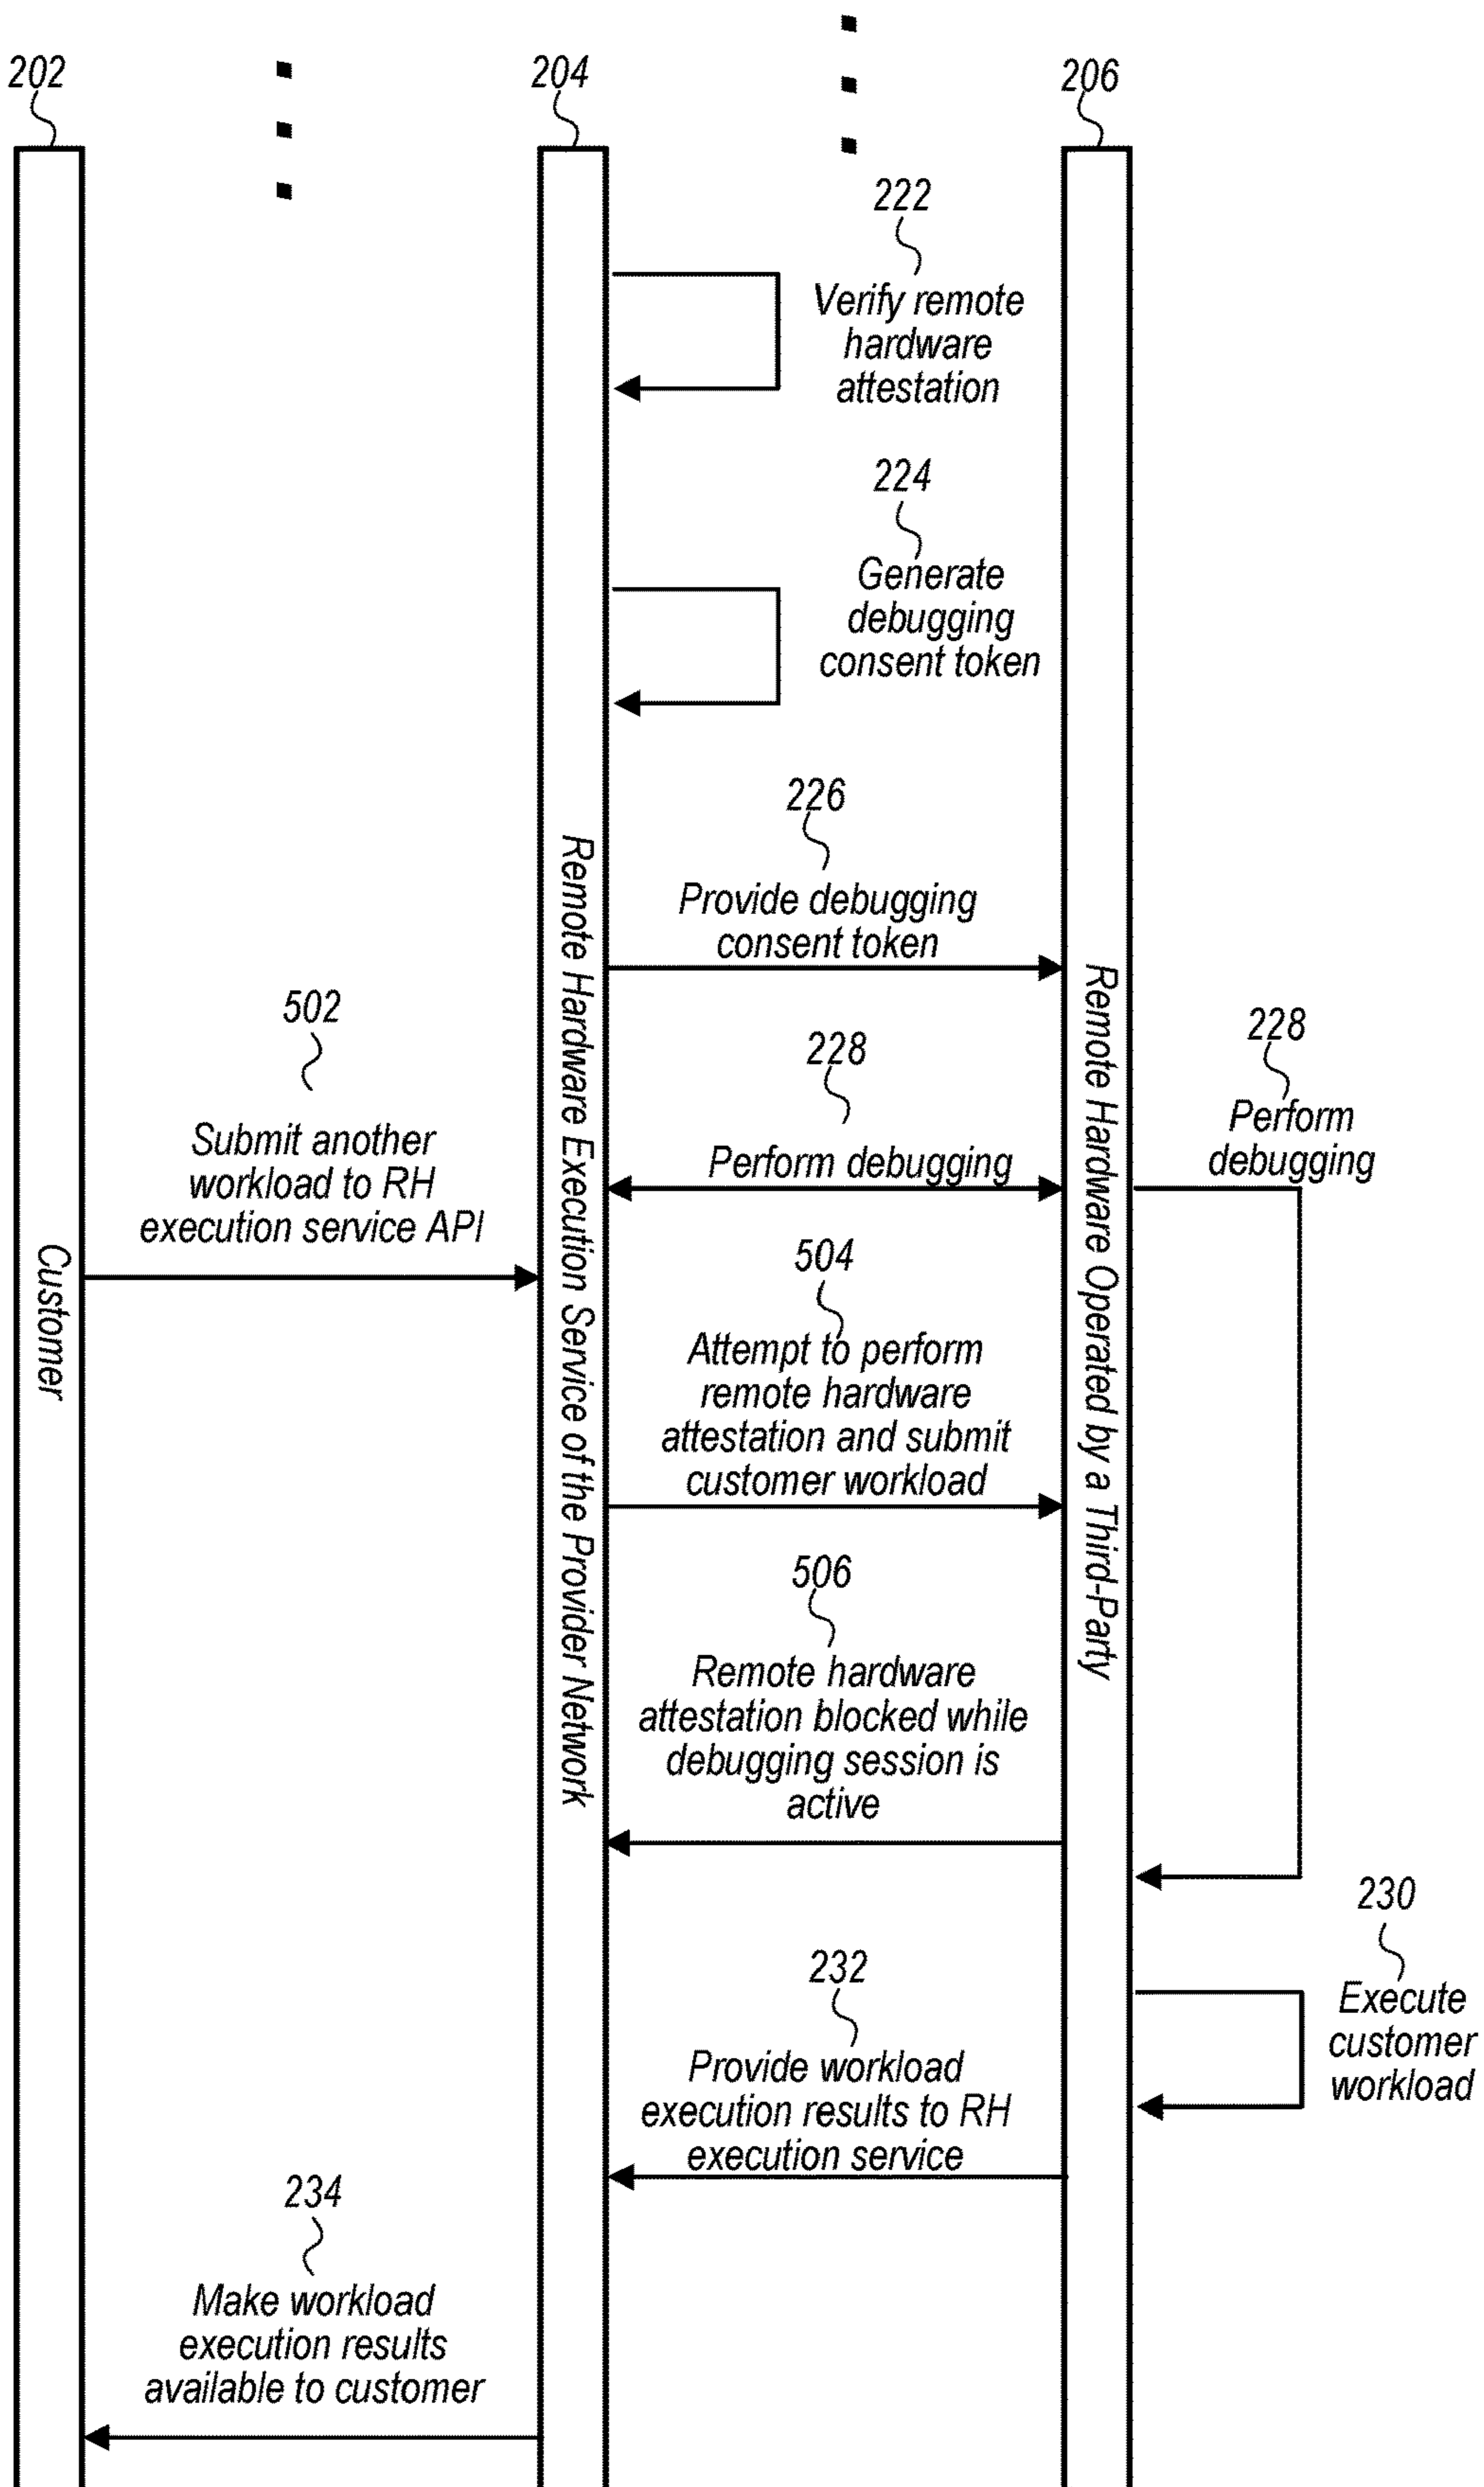 202
204
206
222
Verify remote
hardware
attestation
224
Generate
debugging
consent token
226
Provide debugging
consent token
502
Submit another
workload to RH
execution service API
228
Perform debugging
228
Perform
debugging
504
Attempt to perform
remote hardware
attestation and submit
customer workload
506
Remote hardware
attestation blocked while
debugging session is
active
230
Execute
customer
workload
232
Provide workload
execution results to RH
execution service
234
Make workload
execution results
available to customer
Customer
Remote Hardware Execution Service of the Provider Network
Remote Hardware Operated by a Third-Party